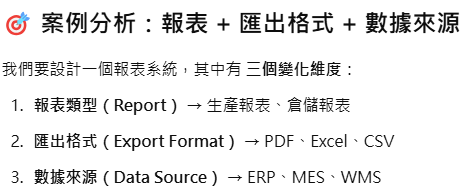 🎯 案例分析：報表 + 匯出格式 + 數據來源
我們要設計一個報表系統，其中有 三個變化維度：
1. 報表類型（Report） → 生產報表、倉儲報表
2. 匯出格式（Export Format） → PDF、Excel、CSV
3. 數據來源（Data Source） → ERP、MES、WMS